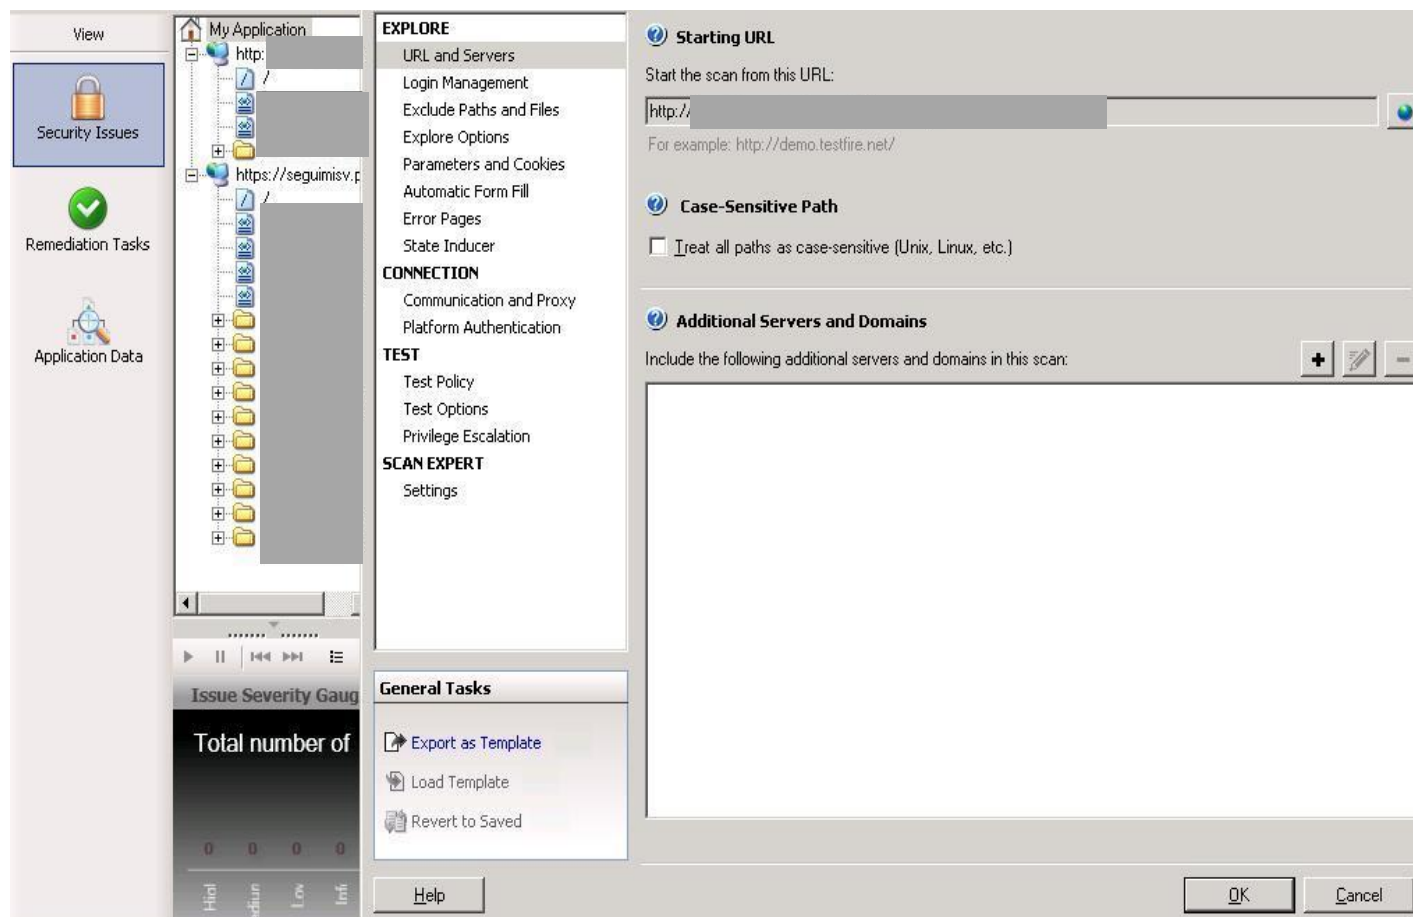 View
Security Issues
Remediation Tasks
Application Data
My Application
http:
/
https://seguimisv.p
/
Issue Severity Gaug
Total number of
0 0 0 0
Low
EXPLORE
URL and Servers
Login Management
Exclude Paths and Files
Explore Options
Parameters and Cookies
Automatic Form Fill
Error Pages
State Inducer
CONNECTION
Communication and Proxy
Platform Authentication
TEST
Test Policy
Test Options
Privilege Escalation
SCAN EXPERT
Settings
General Tasks
Export as Template
Load Template
Revert to Saved
Help
Starting URL
Start the scan from this URL:
http://
For example: http://demo.testfire.net/
Case-Sensitive Path
Treat all paths as case-sensitive (Unix, Linux, etc.)
Additional Servers and Domains
Include the following additional servers and domains in this scan:
OK
Cancel